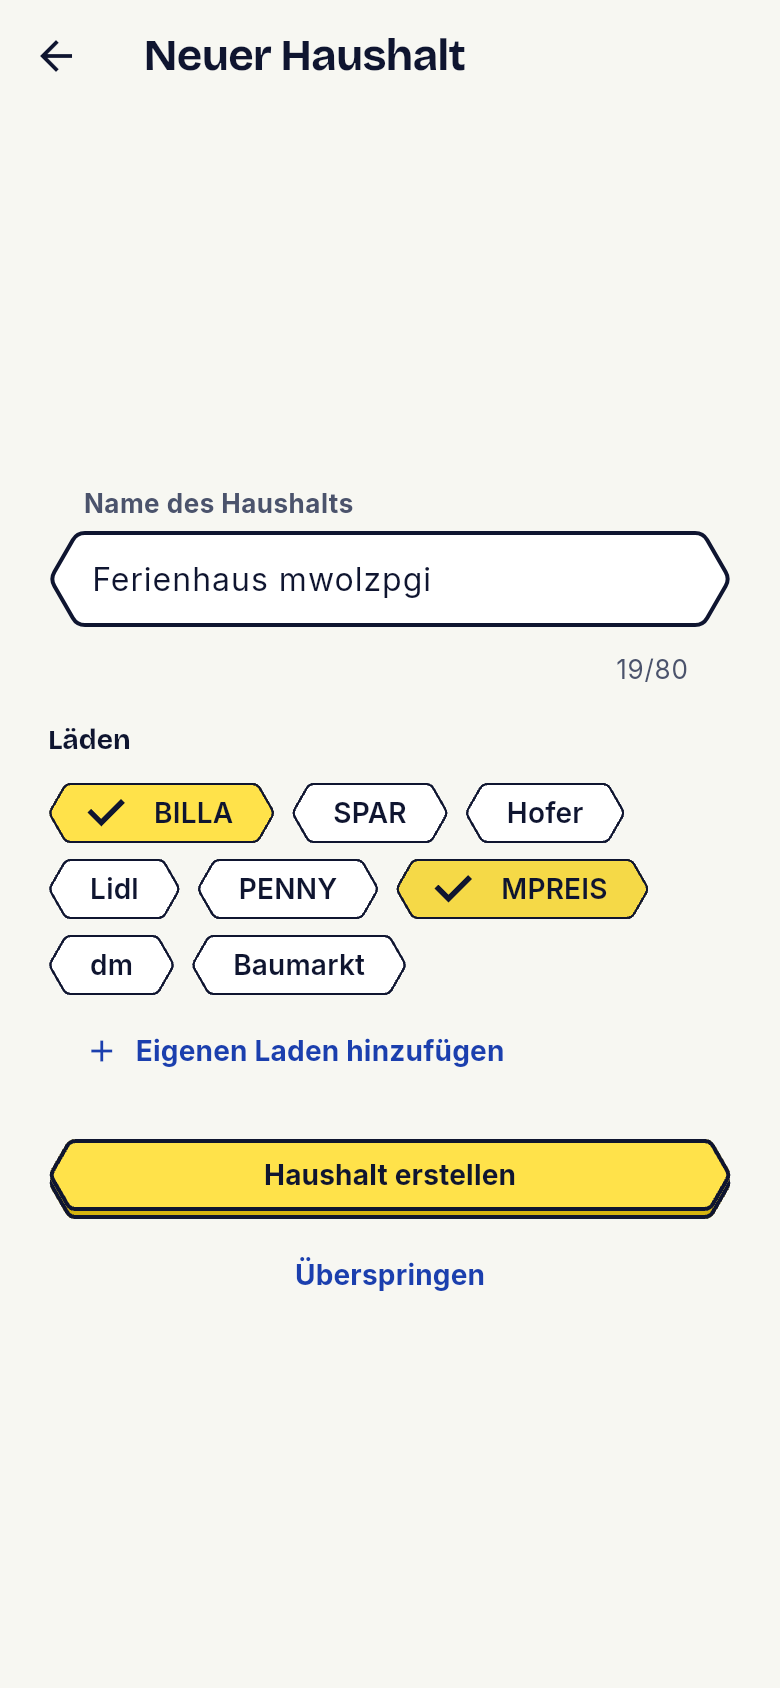 Neuer Haushalt
Name des Haushalts
Ferienhaus mwolzpgi
19/80
Läden
BILLA SPAR Hofer
Lidl PENNY MPREIS
dm Baumarkt
+ Eigenen Laden hinzufügen
Haushalt erstellen
Überspringen